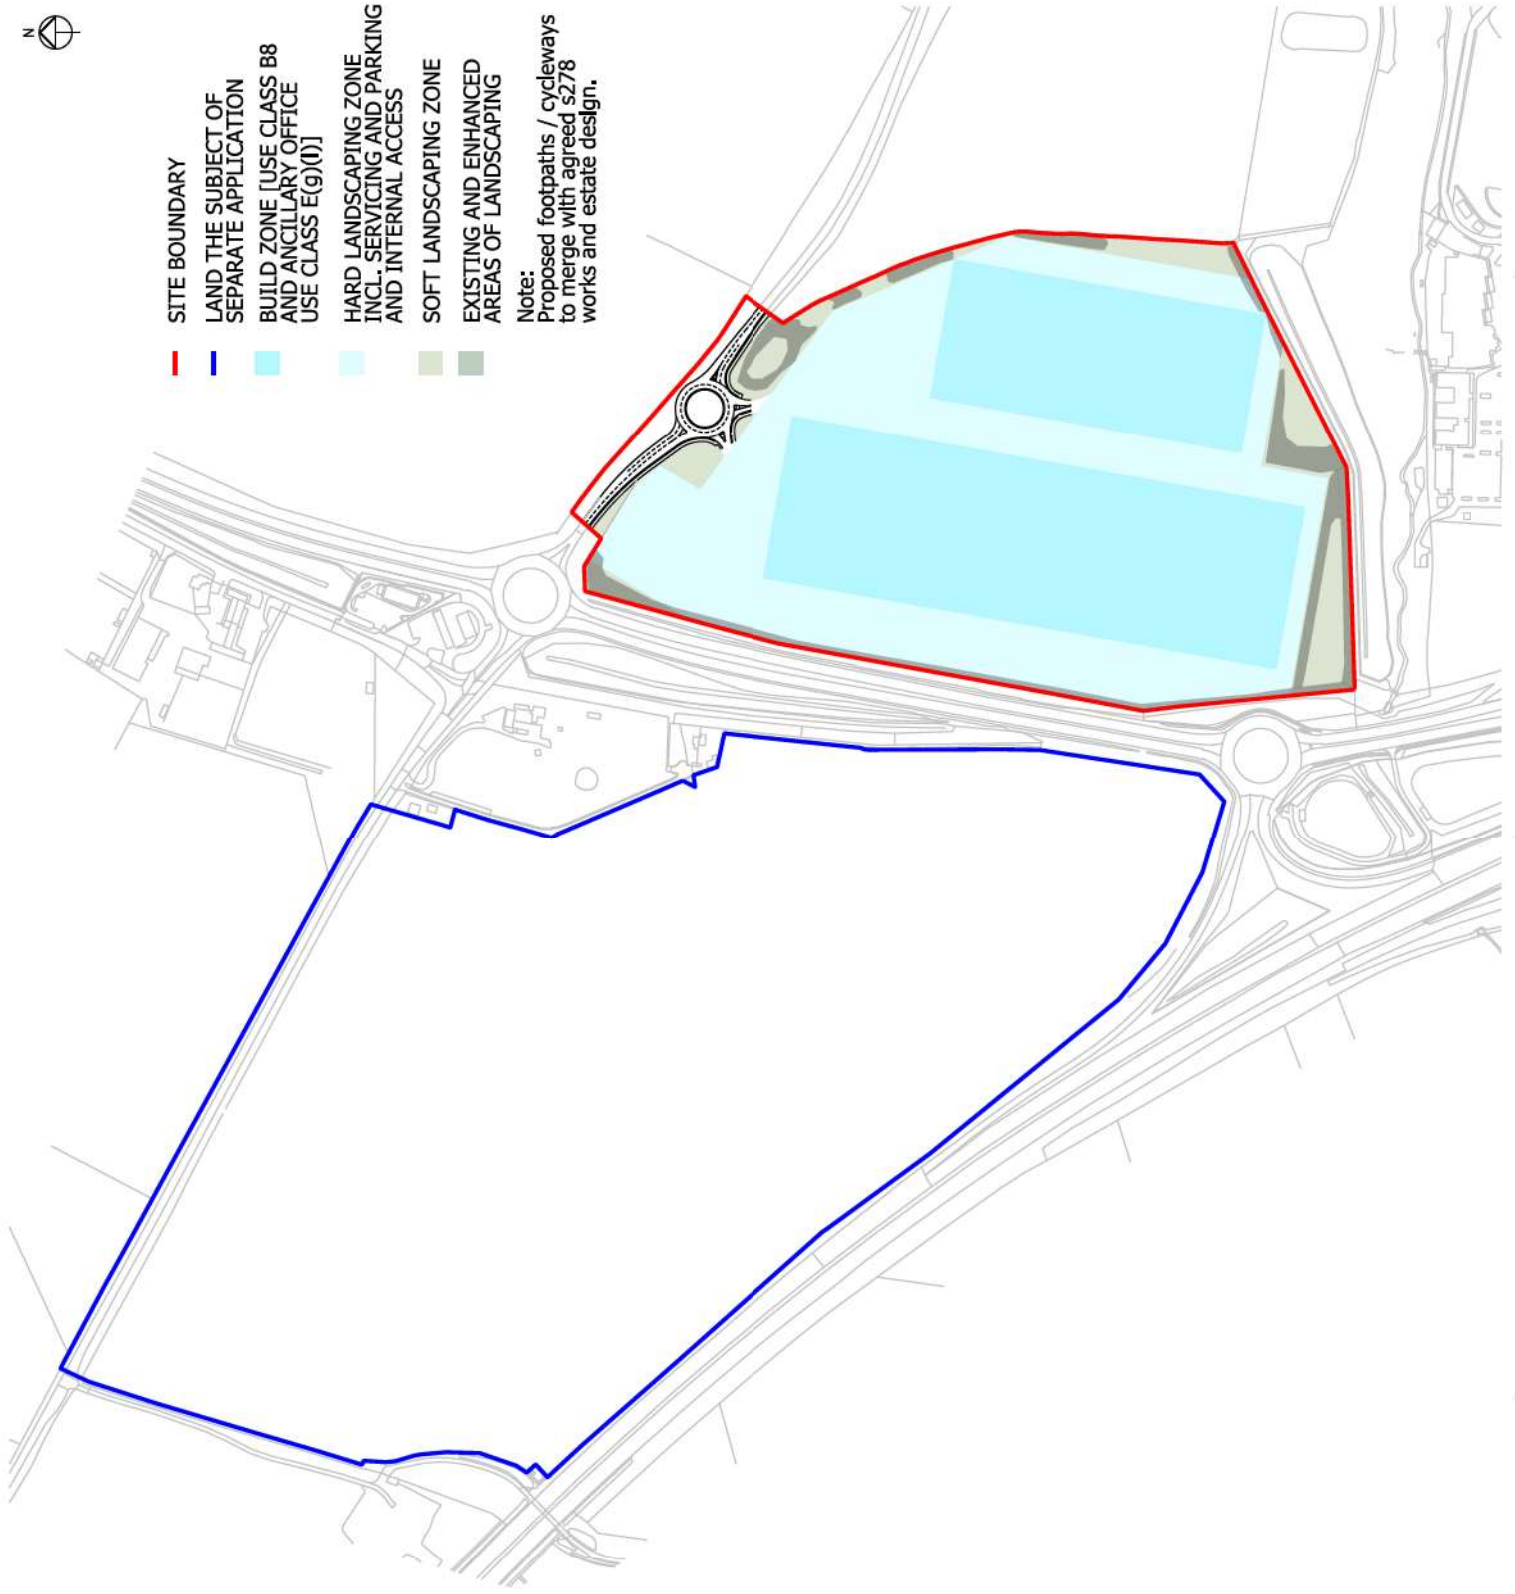 N
SITE BOUNDARY
LAND THE SUBJECT OF
SEPARATE APPLICATION
BUILD ZONE [USE CLASS B8
AND ANCILLARY OFFICE
USE CLASS E(g)(I)]
HARD LANDSCAPING ZONE
INCL. SERVICING AND PARKING
AND INTERNAL ACCESS
SOFT LANDSCAPING ZONE
EXISTING AND ENHANCED
AREAS OF LANDSCAPING
Note:
Proposed footpaths / cycleways
to merge with agreed s278
works and estate design.